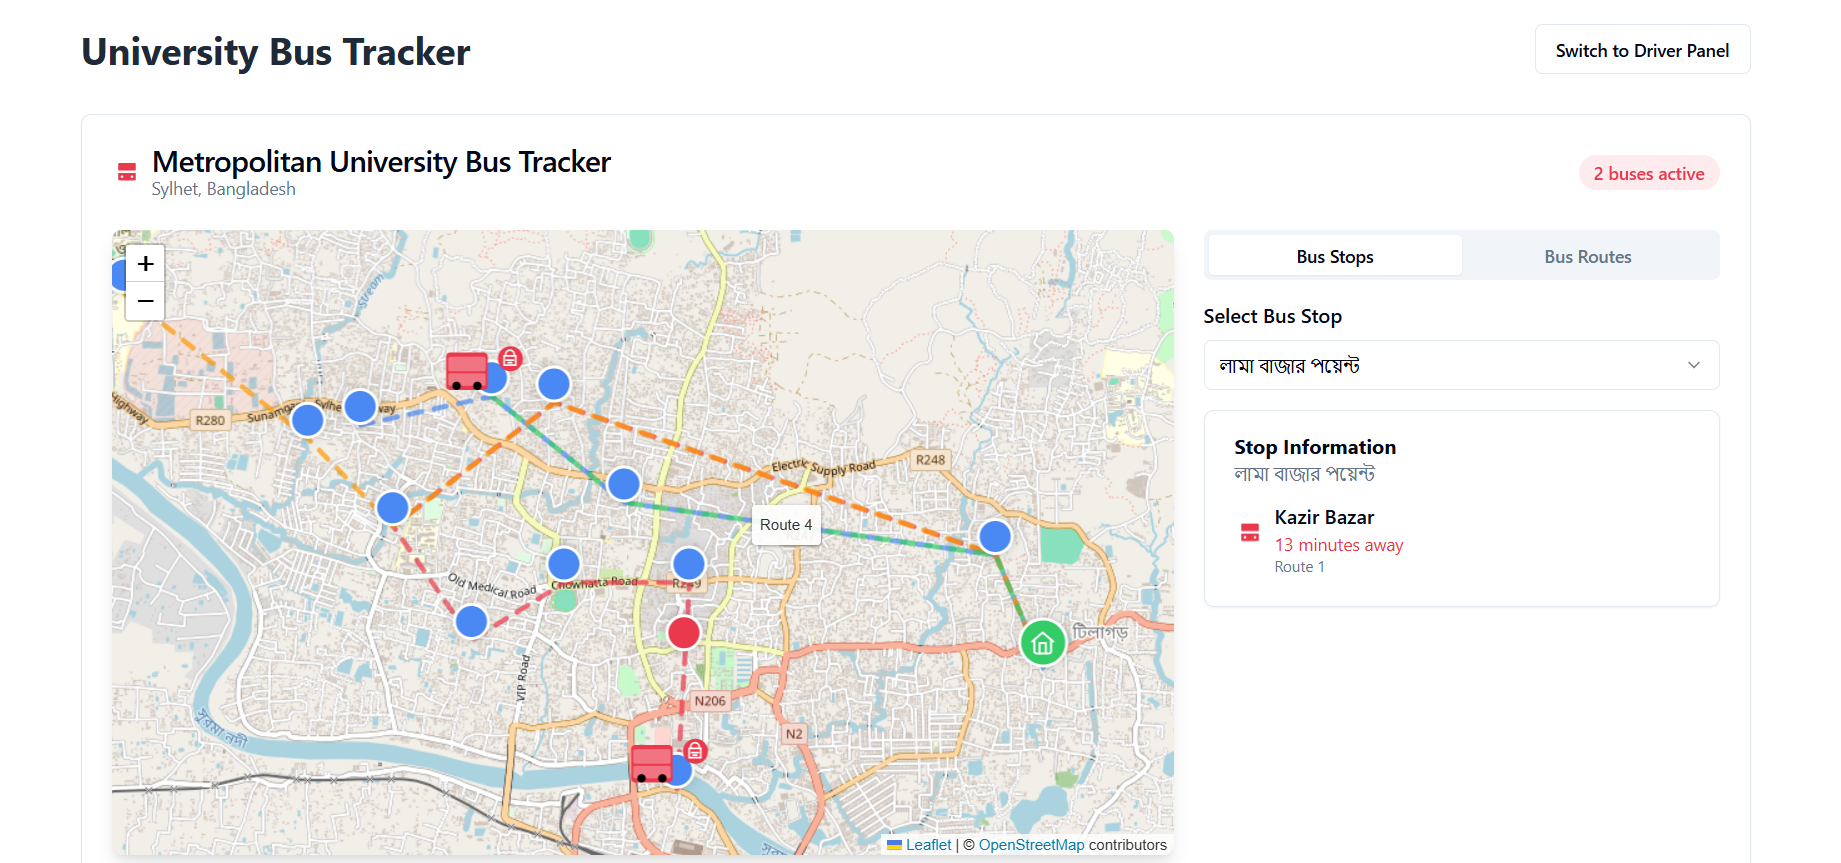 University Bus Tracker
Switch to Driver Panel
Metropolitan University Bus Tracker
Sylhet, Bangladesh
2 buses active
+
−
Stream
Highway
R280
Electric Supply Road
R248
Route 4
Old Medical Road
Chowhatta Road
VIP Road
টিলাগড়
N206
N2
সুরমা নদী
Leaflet | © OpenStreetMap contributors
Bus Stops
Bus Routes
Select Bus Stop
লামা বাজার পয়েন্ট
Stop Information
লামা বাজার পয়েন্ট
Kazir Bazar
13 minutes away
Route 1